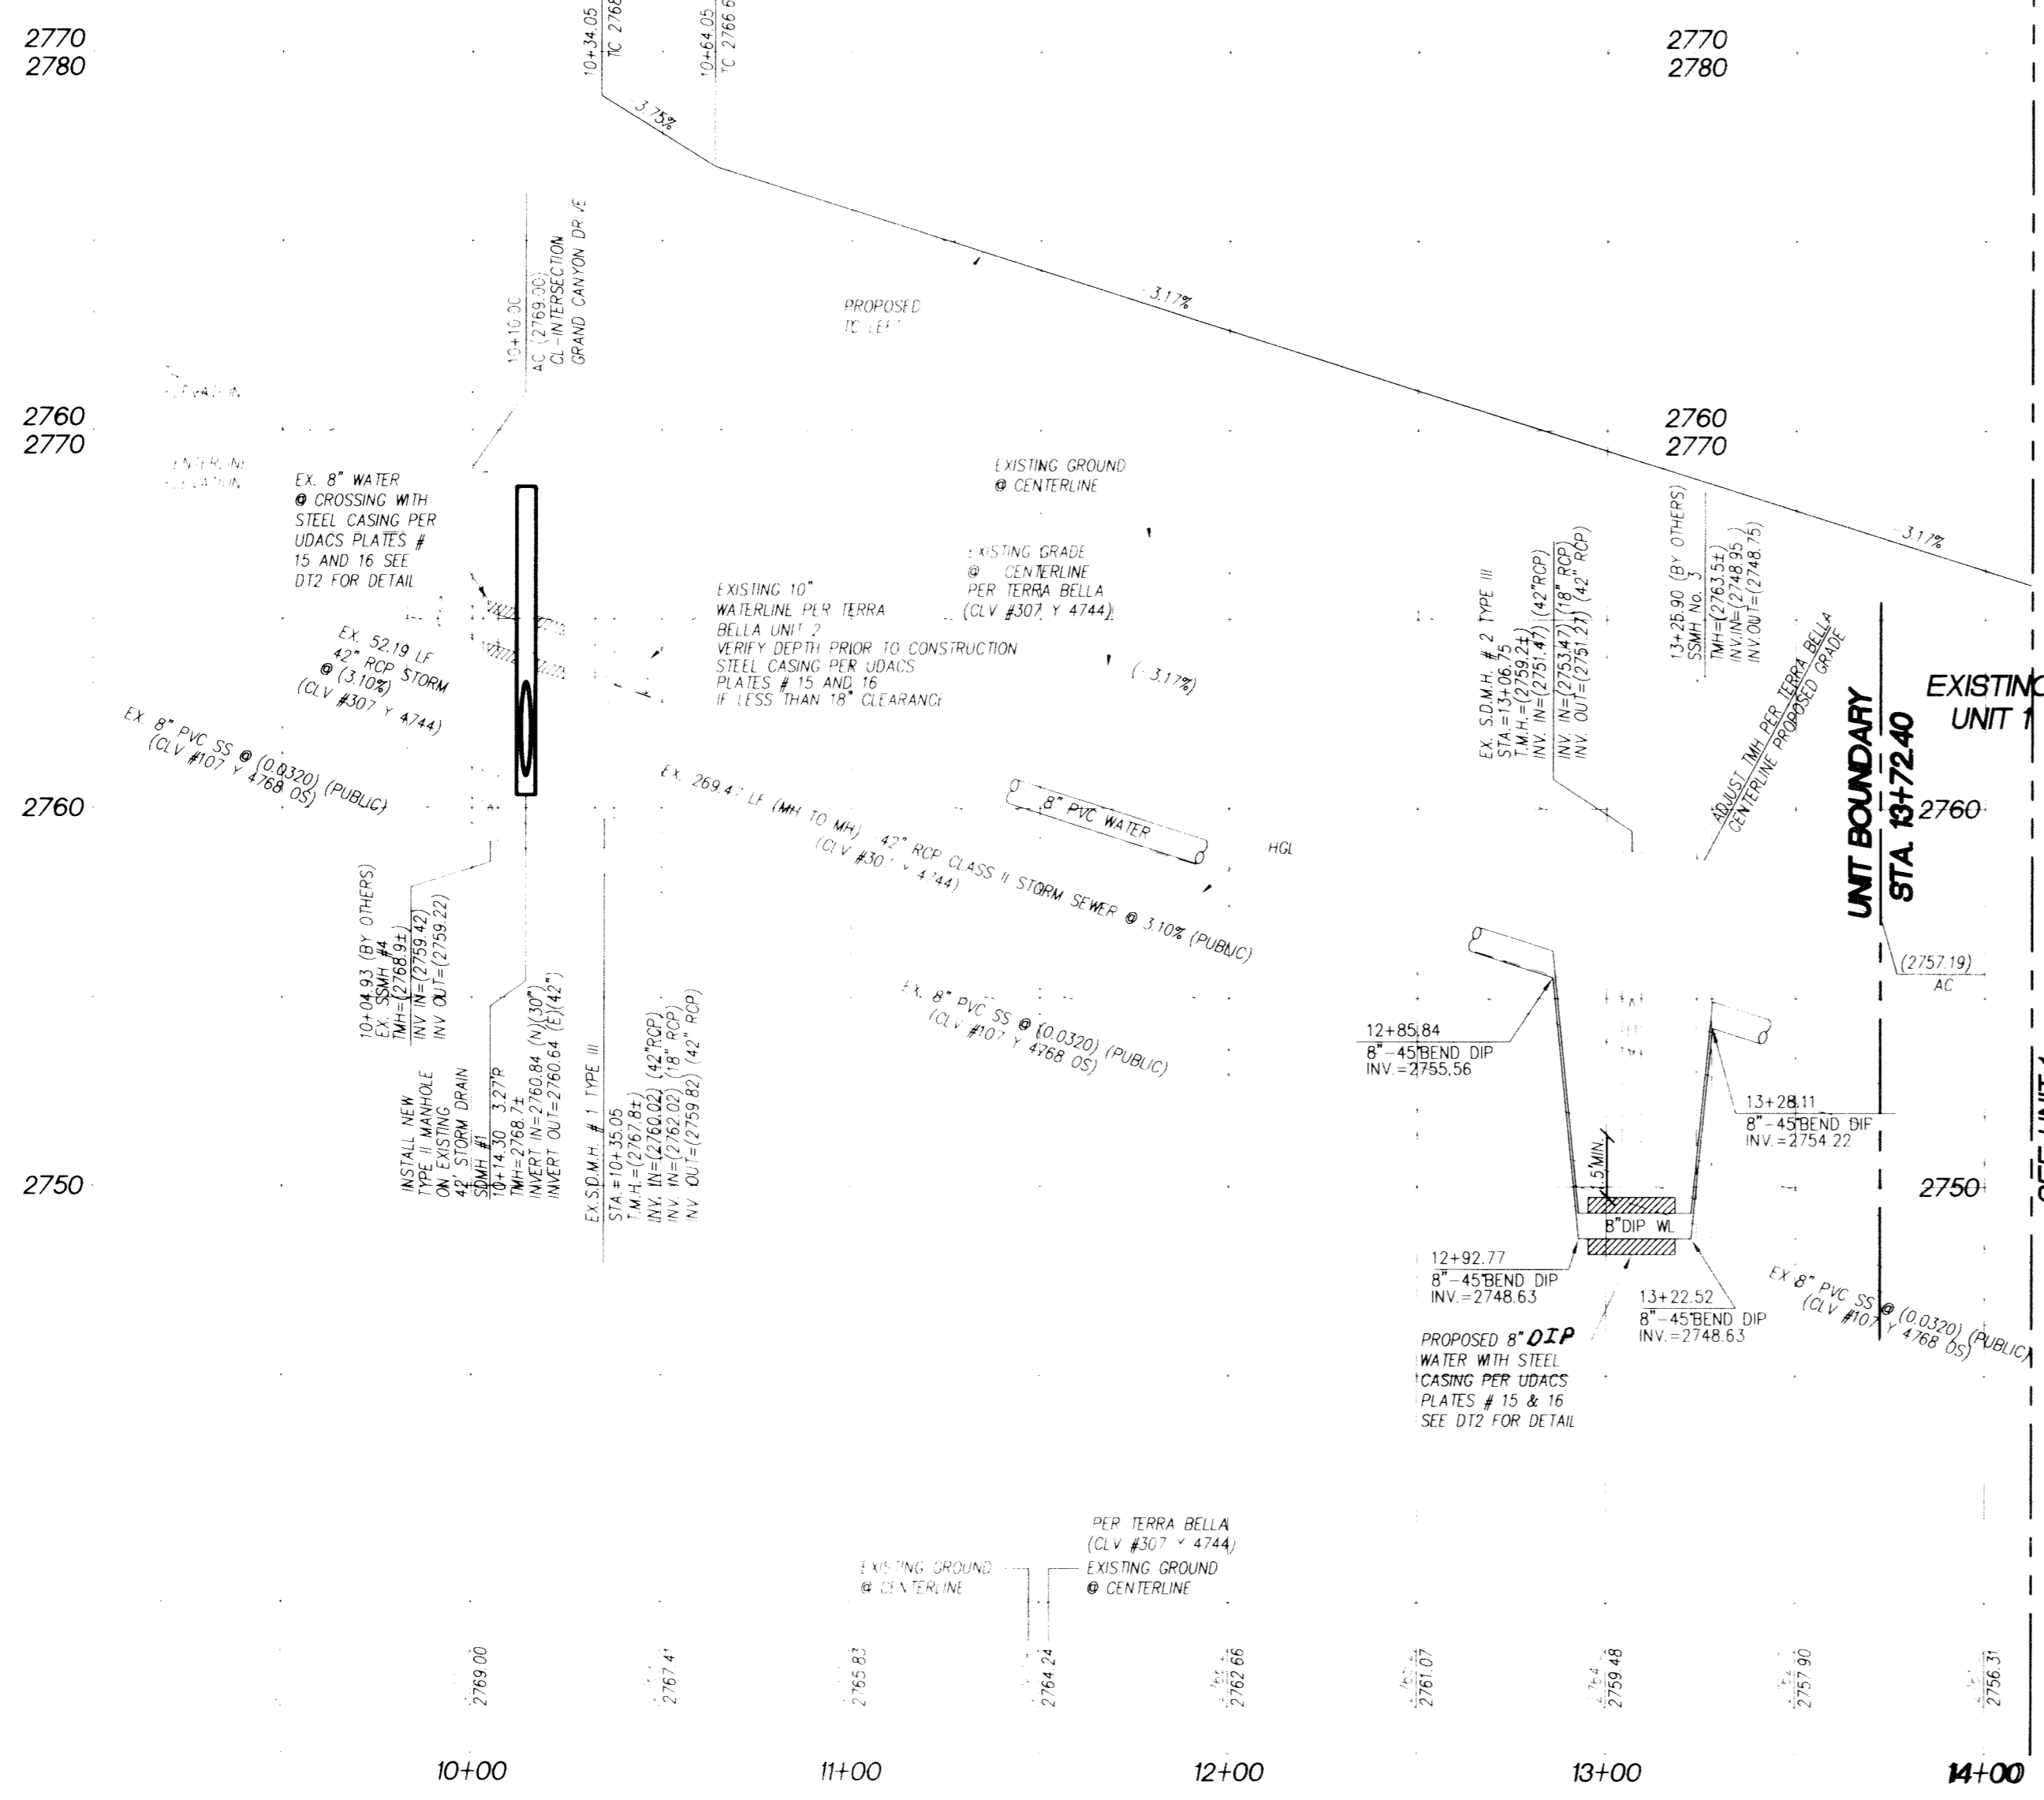 2770
2780
10+34.05
10+64.05
2770
2780
-3.75%
10+10.00
AC (2769.00)
CL-INTERSECTION
GRAND CANYON DRIVE
PROPOSED
-3.17%
2760
2770
2760
2770
EX. 8" WATER
@ CROSSING WITH
STEEL CASING PER
UDACS PLATES #
15 AND 16 SEE
DT2 FOR DETAIL
EXISTING GROUND
@ CENTERLINE
EXISTING GRADE
@ CENTERLINE
PER TERRA BELLA
(CLV #307 Y 4744)
EXISTING 10"
WATERLINE PER TERRA
BELLA UNIT 2
VERIFY DEPTH PRIOR TO CONSTRUCTION
STEEL CASING PER UDACS
PLATES # 15 AND 16
IF LESS THAN 18" CLEARANCE
(-3.17%)
EX. S.D.M.H. # 2 TYPE III
STA.=13+06.75
T.M.H.=(2759.2±)
INV. IN=(2751.47) (42"RCP)
INV. IN=(2753.47) (18" RCP)
INV. OUT=(2751.27) (42" RCP)
13+25.90 (BY OTHERS)
SSMH No. 3
TMH=(2763.5±)
INV.IN=(2748.95)
INV.OUT=(2748.75)
-3.17%
ADJUST TMH PER TERRA BELLA
CENTERLINE PROPOSED GRADE
UNIT BOUNDARY
STA. 13+72.40
EXISTING
UNIT 1
EX. 52.19 LF
42" RCP STORM
@ (3.10%)
(CLV #307 Y 4744)
EX. 8" PVC SS @ (0.0320) (PUBLIC)
(CLV #107 Y 4768 OS)
2760
EX. 269.47 LF (MH TO MH) 42" RCP CLASS II STORM SEWER @ 3.10% (PUBLIC)
(CLV #307 Y 4744)
8" PVC WATER
HGL
2760
10+04.93 (BY OTHERS)
EX. SSMH #4
TMH=(2768.9±)
INV IN=(2759.42)
INV OUT=(2759.22)
INSTALL NEW
TYPE II MANHOLE
ON EXISTING
42' STORM DRAIN
SDMH #1
10+14.30 3.27'R
TMH=2768.7±
INVERT IN=2760.84 (N)(30")
INVERT OUT=2760.64 (E)(42")
EX.S.D.M.H. # 1 TYPE III
STA.=10+35.05
T.M.H.=(2767.8±)
INV. IN=(2760.02) (42"RCP)
INV. IN=(2762.02) (18" RCP)
INV OUT=(2759.82) (42" RCP)
EX. 8" PVC SS @ (0.0320) (PUBLIC)
(CLV #107 Y 4768 OS)
(2757.19)
AC
12+85.84
8"-45°BEND DIP
INV.=2755.56
13+28.11
8"-45°BEND DIP
INV.=2754.22
1.5'MIN.
2750
2750
SEE UNIT 1
8"DIP WL
12+92.77
8"-45°BEND DIP
INV.=2748.63
13+22.52
8"-45°BEND DIP
INV.=2748.63
EX 8" PVC SS @ (0.0320) (PUBLIC)
(CLV #107 Y 4768 OS)
PROPOSED 8" DIP
WATER WITH STEEL
CASING PER UDACS
PLATES # 15 & 16
SEE DT2 FOR DETAIL
PER TERRA BELLA
(CLV #307 Y 4744)
EXISTING GROUND
@ CENTERLINE
EXISTING GROUND
@ CENTERLINE
2769.00
2767.41
2765.83
2764.24
2762.66
2761.07
2759.48
2757.90
2756.31
10+00
11+00
12+00
13+00
14+00